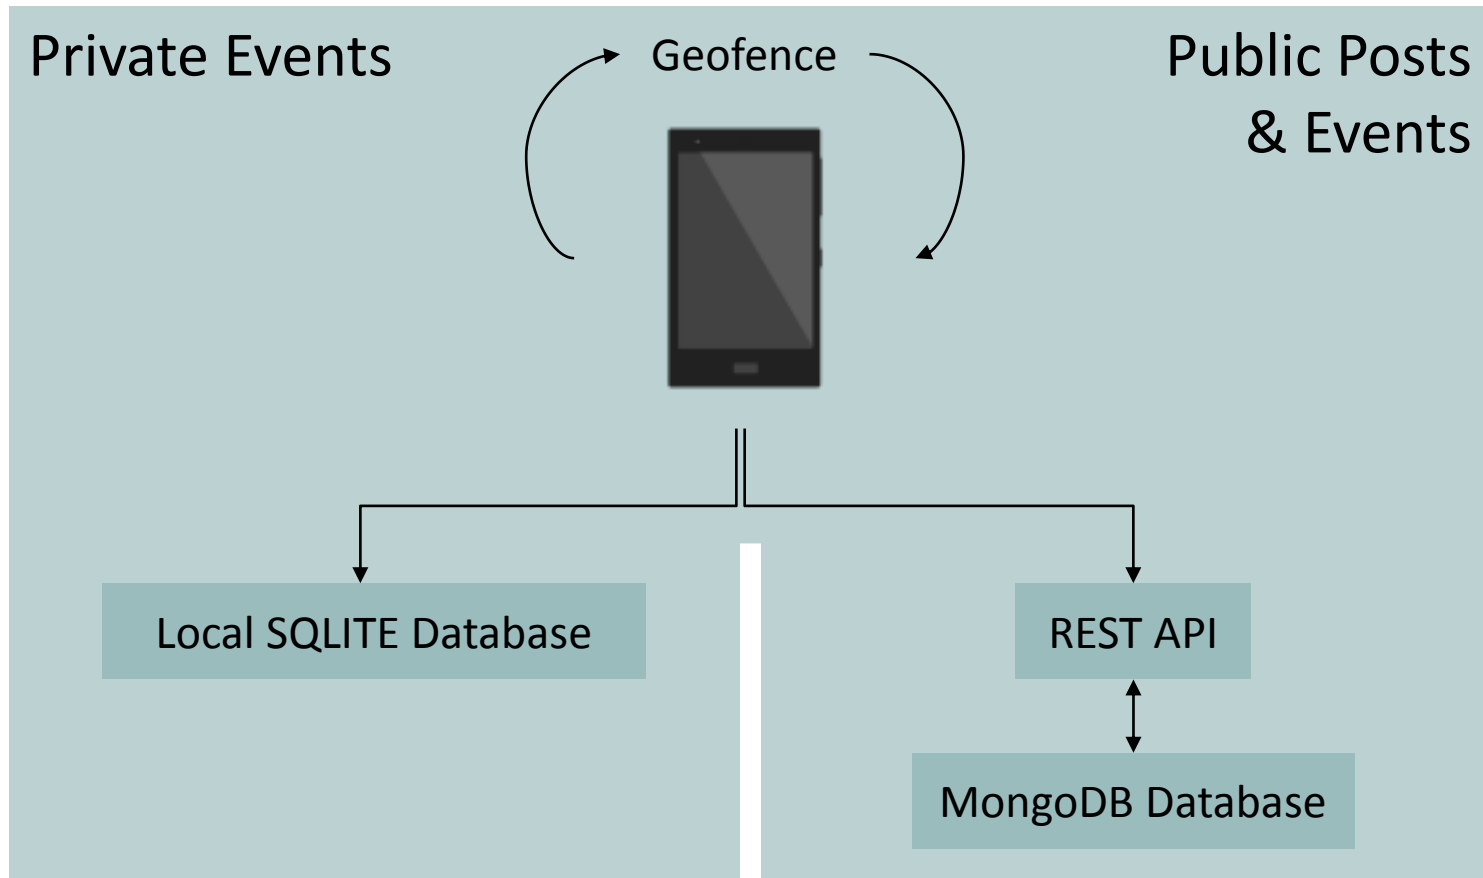 Private Events
Geofence
Public Posts
& Events
Local SQLITE Database
REST API
MongoDB Database